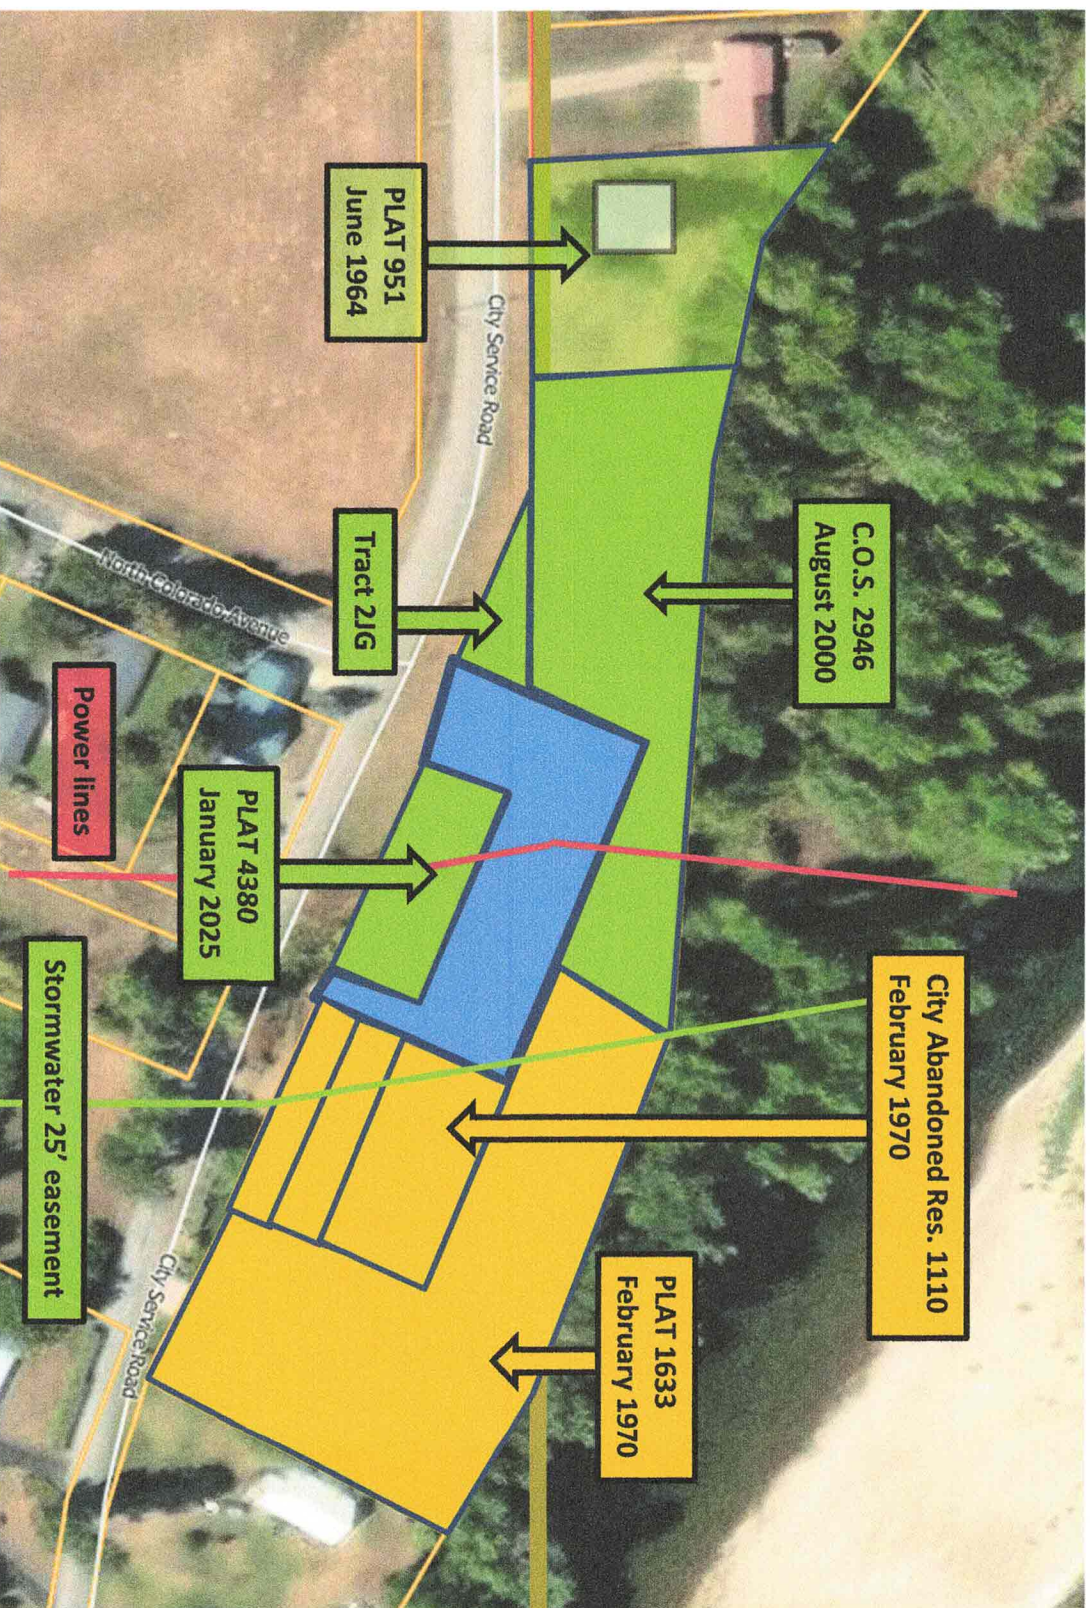 C.O.S. 2946
August 2000
City Abandoned Res. 1110
February 1970
PLAT 1633
February 1970
PLAT 951
June 1964
City Service Road
Tract 2JG
North Colorado Avenue
PLAT 4380
January 2025
Power lines
Stormwater 25’ easement
City Service Road